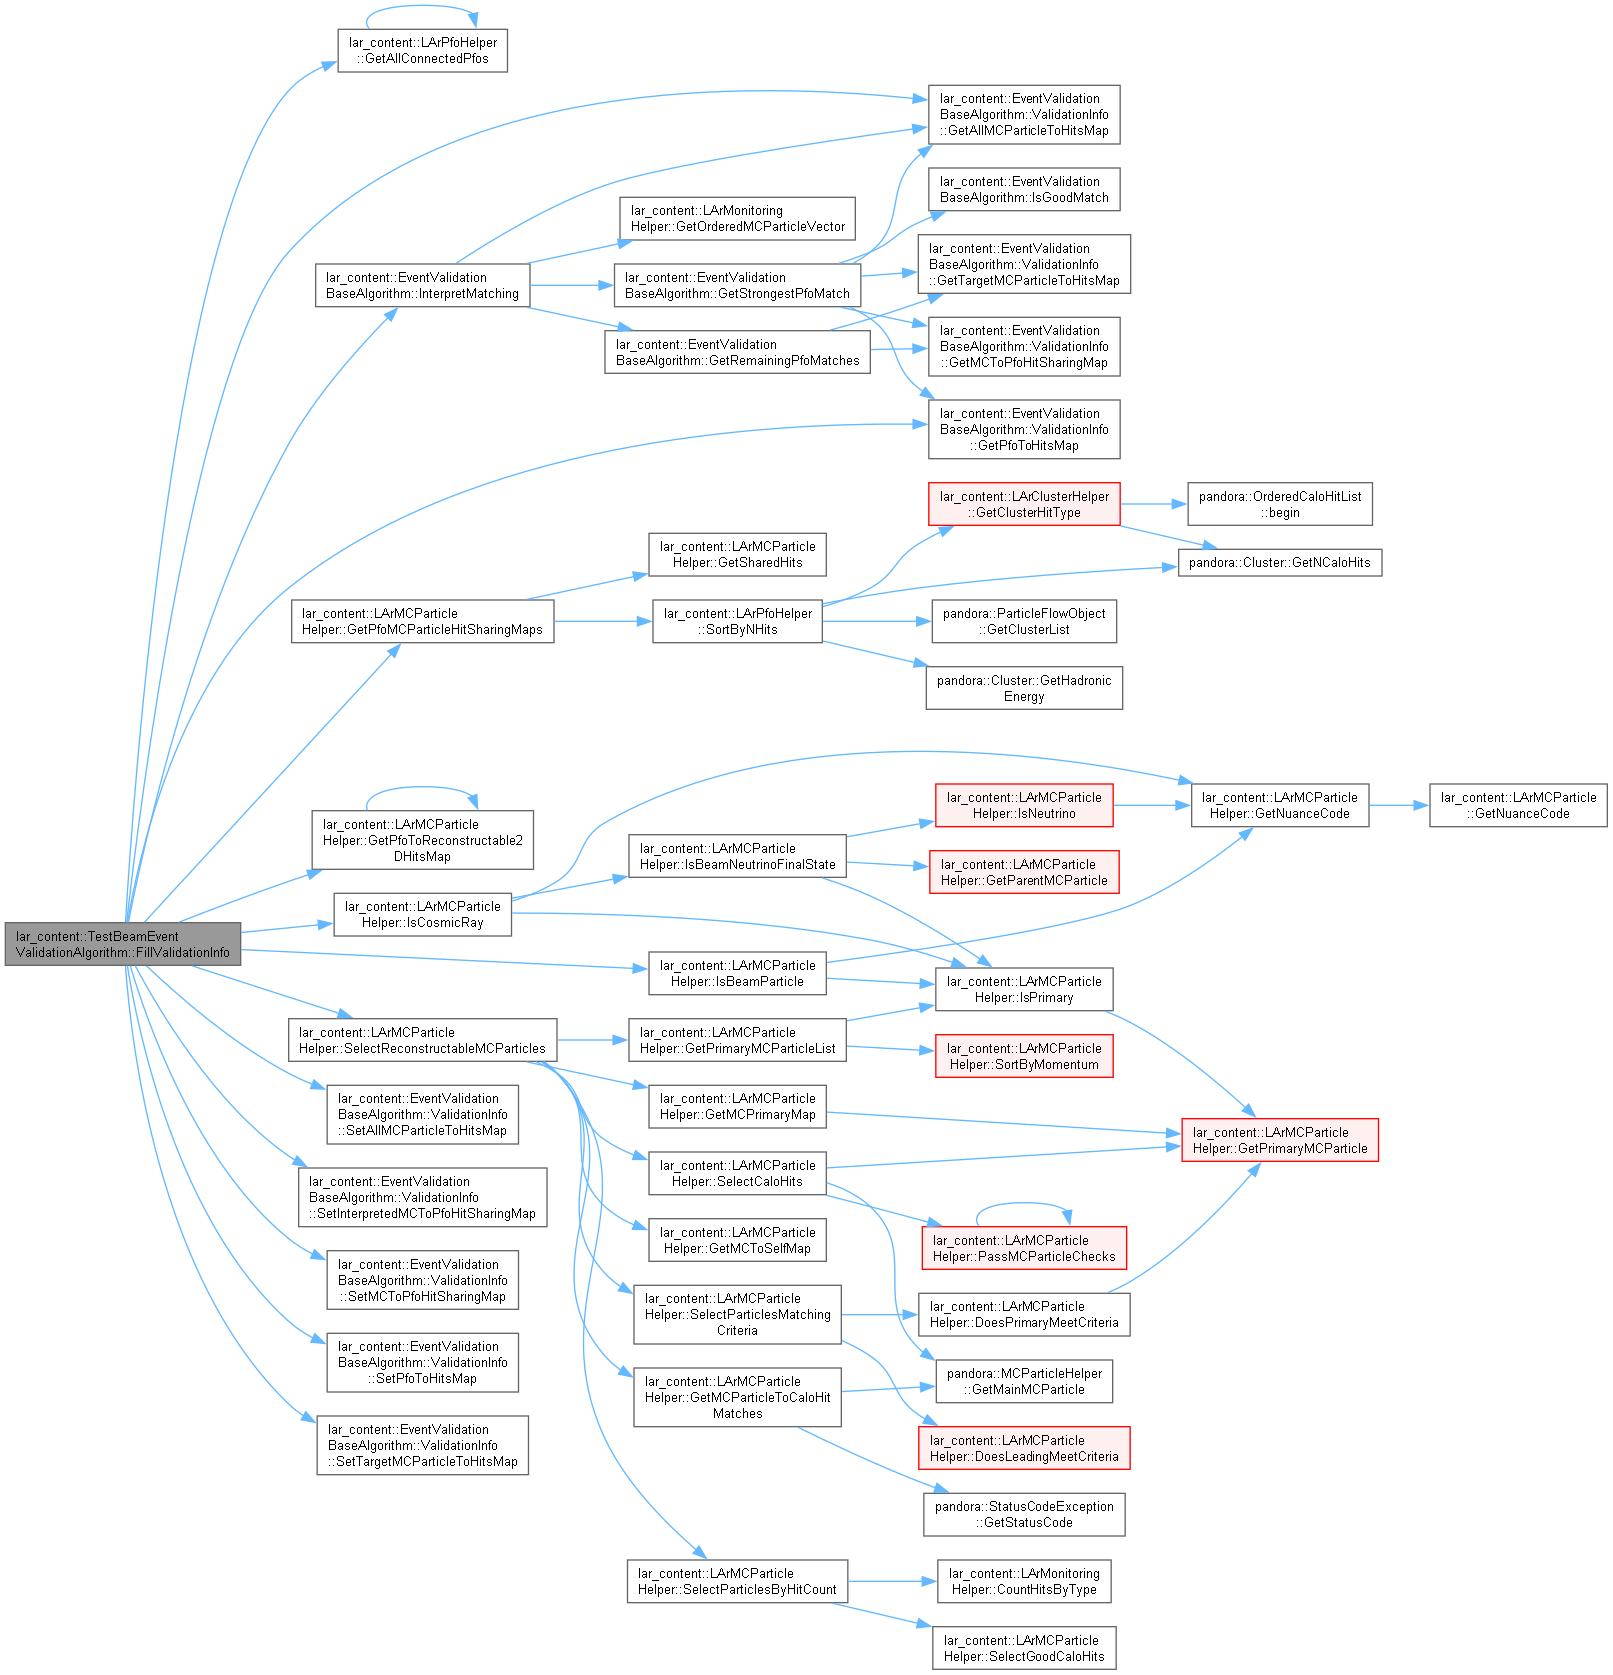 lar_content::LArPfoHelper
::GetAllConnectedPfos
lar_content::EventValidation
BaseAlgorithm::ValidationInfo
::GetAllMCParticleToHitsMap
lar_content::EventValidation
BaseAlgorithm::IsGoodMatch
lar_content::LArMonitoring
Helper::GetOrderedMCParticleVector
lar_content::EventValidation
BaseAlgorithm::ValidationInfo
::GetTargetMCParticleToHitsMap
lar_content::EventValidation
BaseAlgorithm::InterpretMatching
lar_content::EventValidation
BaseAlgorithm::GetStrongestPfoMatch
lar_content::EventValidation
BaseAlgorithm::ValidationInfo
::GetMCToPfoHitSharingMap
lar_content::EventValidation
BaseAlgorithm::GetRemainingPfoMatches
lar_content::EventValidation
BaseAlgorithm::ValidationInfo
::GetPfoToHitsMap
lar_content::LArClusterHelper
::GetClusterHitType
pandora::OrderedCaloHitList
::begin
lar_content::LArMCParticle
Helper::GetSharedHits
pandora::Cluster::GetNCaloHits
lar_content::LArMCParticle
Helper::GetPfoMCParticleHitSharingMaps
lar_content::LArPfoHelper
::SortByNHits
pandora::ParticleFlowObject
::GetClusterList
pandora::Cluster::GetHadronic
Energy
lar_content::LArMCParticle
Helper::IsNeutrino
lar_content::LArMCParticle
Helper::GetNuanceCode
lar_content::LArMCParticle
::GetNuanceCode
lar_content::LArMCParticle
Helper::GetPfoToReconstructable2
DHitsMap
lar_content::LArMCParticle
Helper::IsBeamNeutrinoFinalState
lar_content::LArMCParticle
Helper::GetParentMCParticle
lar_content::LArMCParticle
Helper::IsCosmicRay
lar_content::TestBeamEvent
ValidationAlgorithm::FillValidationInfo
lar_content::LArMCParticle
Helper::IsBeamParticle
lar_content::LArMCParticle
Helper::IsPrimary
lar_content::LArMCParticle
Helper::SelectReconstructableMCParticles
lar_content::LArMCParticle
Helper::GetPrimaryMCParticleList
lar_content::LArMCParticle
Helper::SortByMomentum
lar_content::EventValidation
BaseAlgorithm::ValidationInfo
::SetAllMCParticleToHitsMap
lar_content::LArMCParticle
Helper::GetMCPrimaryMap
lar_content::LArMCParticle
Helper::GetPrimaryMCParticle
lar_content::LArMCParticle
Helper::SelectCaloHits
lar_content::EventValidation
BaseAlgorithm::ValidationInfo
::SetInterpretedMCToPfoHitSharingMap
lar_content::LArMCParticle
Helper::GetMCToSelfMap
lar_content::LArMCParticle
Helper::PassMCParticleChecks
lar_content::EventValidation
BaseAlgorithm::ValidationInfo
::SetMCToPfoHitSharingMap
lar_content::LArMCParticle
Helper::SelectParticlesMatching
Criteria
lar_content::LArMCParticle
Helper::DoesPrimaryMeetCriteria
lar_content::EventValidation
BaseAlgorithm::ValidationInfo
::SetPfoToHitsMap
pandora::MCParticleHelper
::GetMainMCParticle
lar_content::LArMCParticle
Helper::GetMCParticleToCaloHit
Matches
lar_content::EventValidation
BaseAlgorithm::ValidationInfo
::SetTargetMCParticleToHitsMap
lar_content::LArMCParticle
Helper::DoesLeadingMeetCriteria
pandora::StatusCodeException
::GetStatusCode
lar_content::LArMCParticle
Helper::SelectParticlesByHitCount
lar_content::LArMonitoring
Helper::CountHitsByType
lar_content::LArMCParticle
Helper::SelectGoodCaloHits